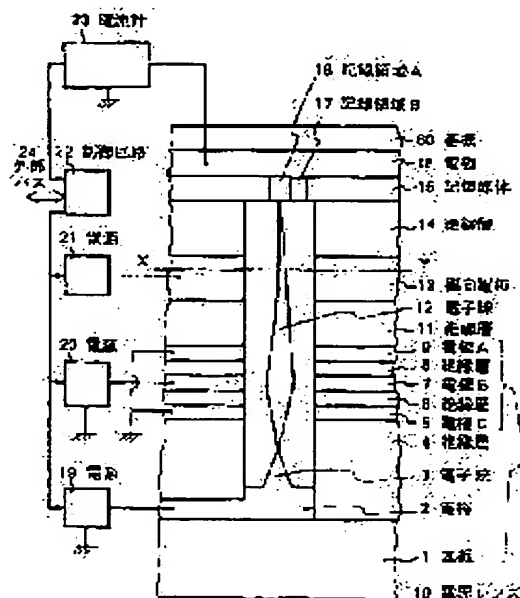 23 電流計
16 記録領域A
17 記録領域B
60 基板
18 電極
15 記録媒体
14 絶縁層
24 外部バス
22 制御回路
21 電源
X
13 偏向電極
12 電子線
11 絶縁層
9 電極A
8 絶縁層
7 電極B
6 絶縁層
5 電極C
4 絶縁層
20 電源
3 電子源
19 電源
2 電極
1 基板
10 電子レンズ